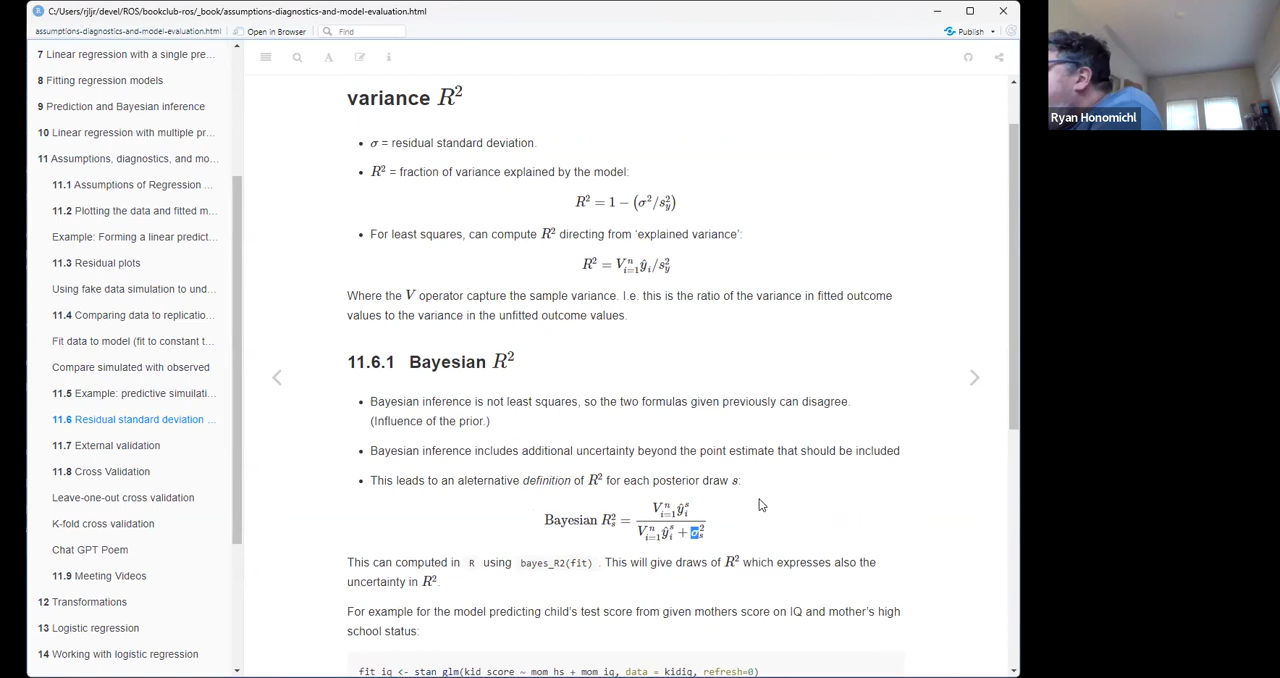 C:/Users/rjljr/devel/ROS/bookclub-ros/_book/assumptions-diagnostics-and-model-evaluation.html
assumptions-diagnostics-and-model-evaluation.html
Open in Browser
Find
Publish
7 Linear regression with a single pre…
8 Fitting regression models
9 Prediction and Bayesian inference
10 Linear regression with multiple pr…
11 Assumptions, diagnostics, and mo…
11.1 Assumptions of Regression …
11.2 Plotting the data and fitted m…
Example: Forming a linear predict…
11.3 Residual plots
Using fake data simulation to und…
11.4 Comparing data to replicatio…
Fit data to model (fit to constant t…
Compare simulated with observed
11.5 Example: predictive simuilati…
11.6 Residual standard deviation …
11.7 External validation
11.8 Cross Validation
Leave-one-out cross validation
K-fold cross validation
Chat GPT Poem
11.9 Meeting Videos
12 Transformations
13 Logistic regression
14 Working with logistic regression
variance R²
• σ = residual standard deviation.
• R² = fraction of variance explained by the model:
R² = 1 − (σ²/s_y²)
• For least squares, can compute R² directing from ‘explained variance’:
R² = V_{i=1}^n ŷ_i/s_y²
Where the V operator capture the sample variance. I.e. this is the ratio of the variance in fitted outcome
values to the variance in the unfitted outcome values.
11.6.1 Bayesian R²
• Bayesian inference is not least squares, so the two formulas given previously can disagree.
(Influence of the prior.)
• Bayesian inference includes additional uncertainty beyond the point estimate that should be included
• This leads to an aleternative definition of R² for each posterior draw s:
Bayesian R_s² = V_{i=1}^n ŷ_i^s / (V_{i=1}^n ŷ_i^s + σ_s²)
This can computed in R using bayes_R2(fit) . This will give draws of R² which expresses also the
uncertainty in R².
For example for the model predicting child's test score from given mothers score on IQ and mother's high
school status:
fit_iq <- stan_glm(kid_score ~ mom_hs + mom_iq, data = kidiq, refresh=0)
Ryan Honomichl